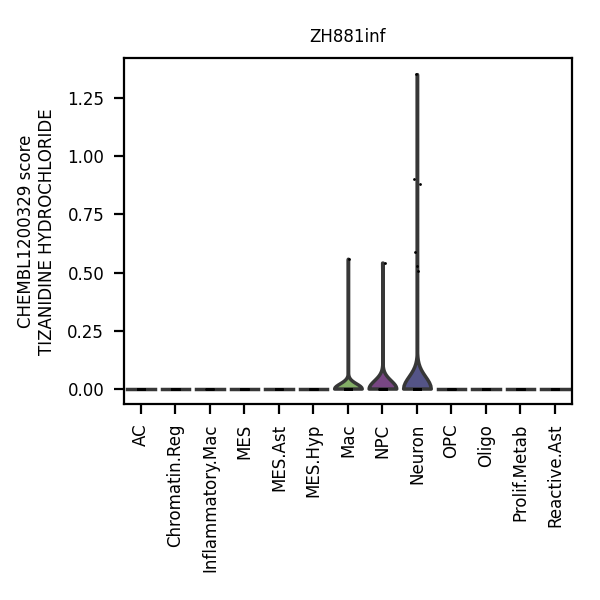 ZH881inf
CHEMBL1200329 score
TIZANIDINE HYDROCHLORIDE
1.25
1.00
0.75
0.50
0.25
0.00
AC
Chromatin.Reg
Inflammatory.Mac
MES
MES.Ast
MES.Hyp
Mac
NPC
Neuron
OPC
Oligo
Prolif.Metab
Reactive.Ast